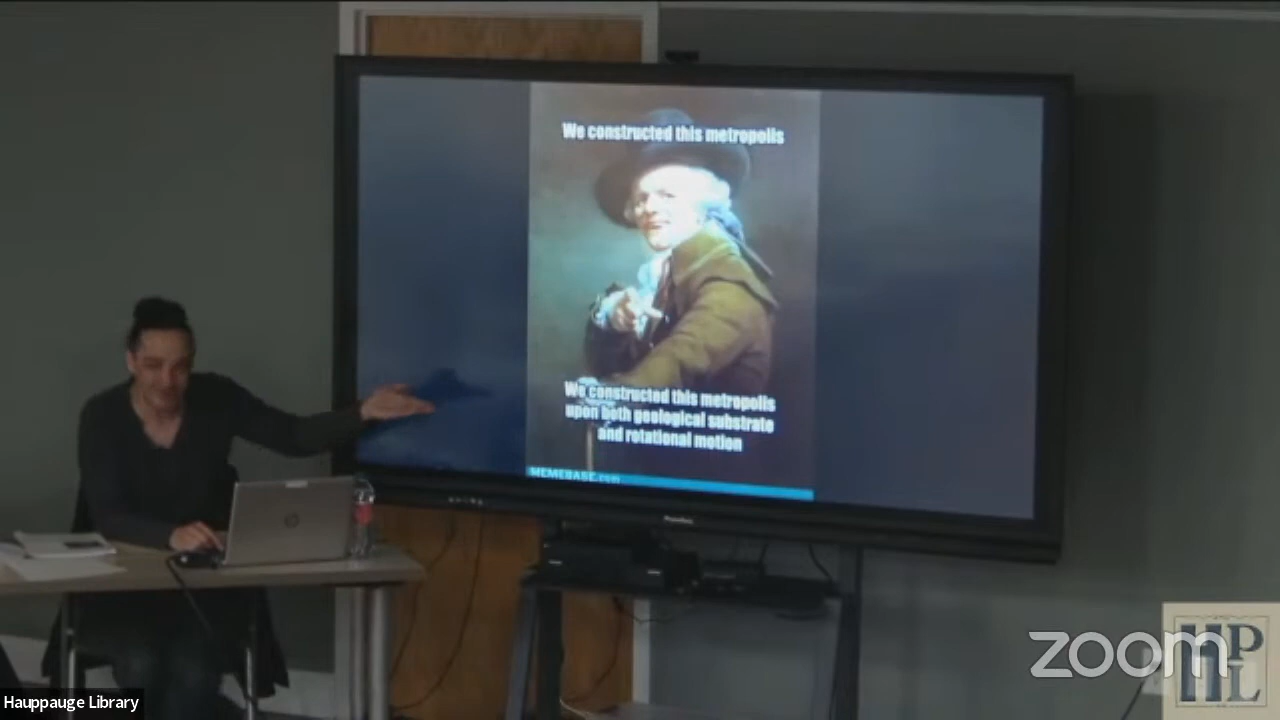 We constructed this metropolis
We constructed this metropolis
upon both geological substrate
and rotational motion
MEMEBASE.com
hp
zoom
HPL
Hauppauge Library